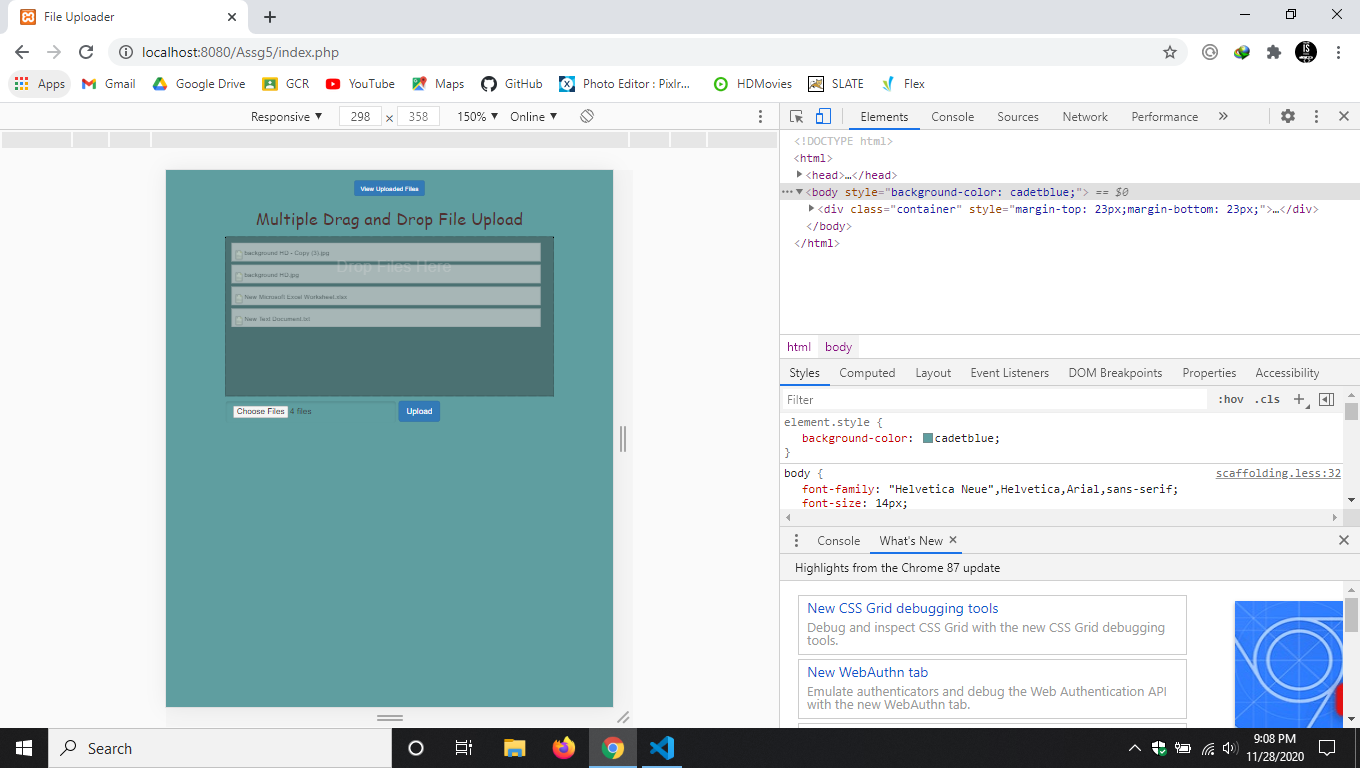 File Uploader
localhost:8080/Assg5/index.php
Apps Gmail Google Drive GCR YouTube Maps GitHub Photo Editor : Pixlr... HDMovies SLATE Flex
Responsive ▼ 298 × 358 150% ▼ Online ▼
View Uploaded Files
Multiple Drag and Drop File Upload
Drop Files Here
background HD - Copy (3).jpg
background HD.jpg
New Microsoft Excel Worksheet.xlsx
New Text Document.txt
Choose Files 4 files Upload
Elements Console Sources Network Performance »
<!DOCTYPE html>
<html>
<head>…</head>
<body style="background-color: cadetblue;"> == $0
<div class="container" style="margin-top: 23px;margin-bottom: 23px;">…</div>
</body>
</html>
html body
Styles Computed Layout Event Listeners DOM Breakpoints Properties Accessibility
Filter :hov .cls +
element.style {
background-color: cadetblue;
}
body { scaffolding.less:32
font-family: "Helvetica Neue",Helvetica,Arial,sans-serif;
font-size: 14px;
Console What's New ×
Highlights from the Chrome 87 update
New CSS Grid debugging tools
Debug and inspect CSS Grid with the new CSS Grid debugging
tools.
New WebAuthn tab
Emulate authenticators and debug the Web Authentication API
with the new WebAuthn tab.
Search
9:08 PM
11/28/2020